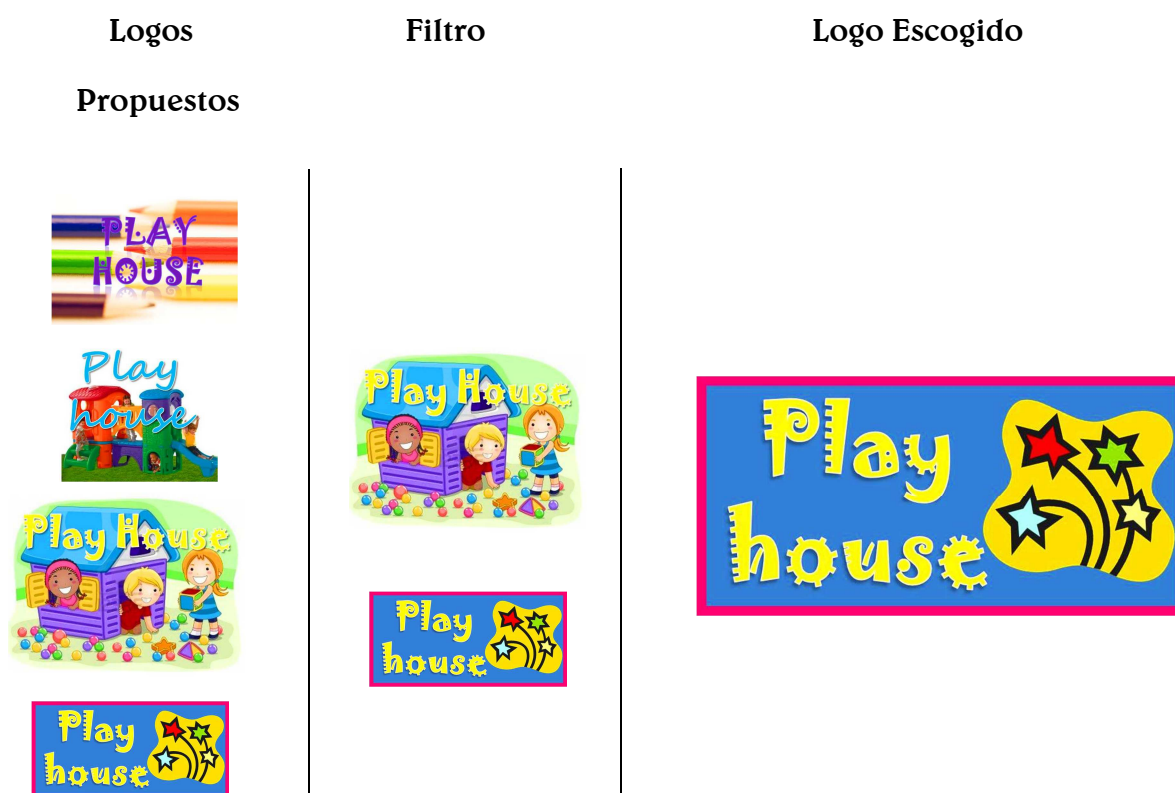 Logos
Propuestos
Filtro
Logo Escogido
PLAY
HOUSE
Play
house
Play House
Play
house
Play House
Play
house
Play
house